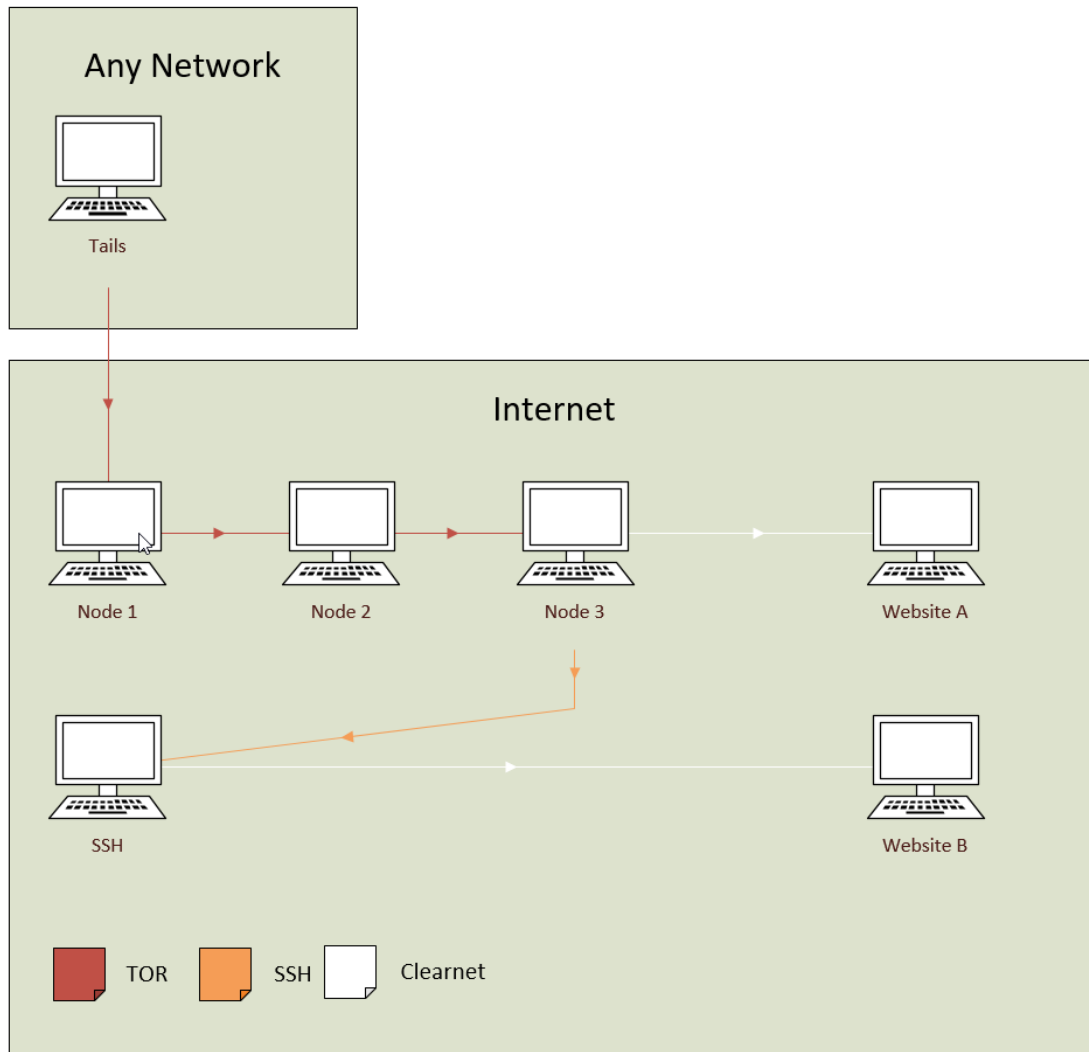 Any Network
Tails
Internet
Node 1
Node 2
Node 3
Website A
SSH
Website B
TOR
SSH
Clearnet